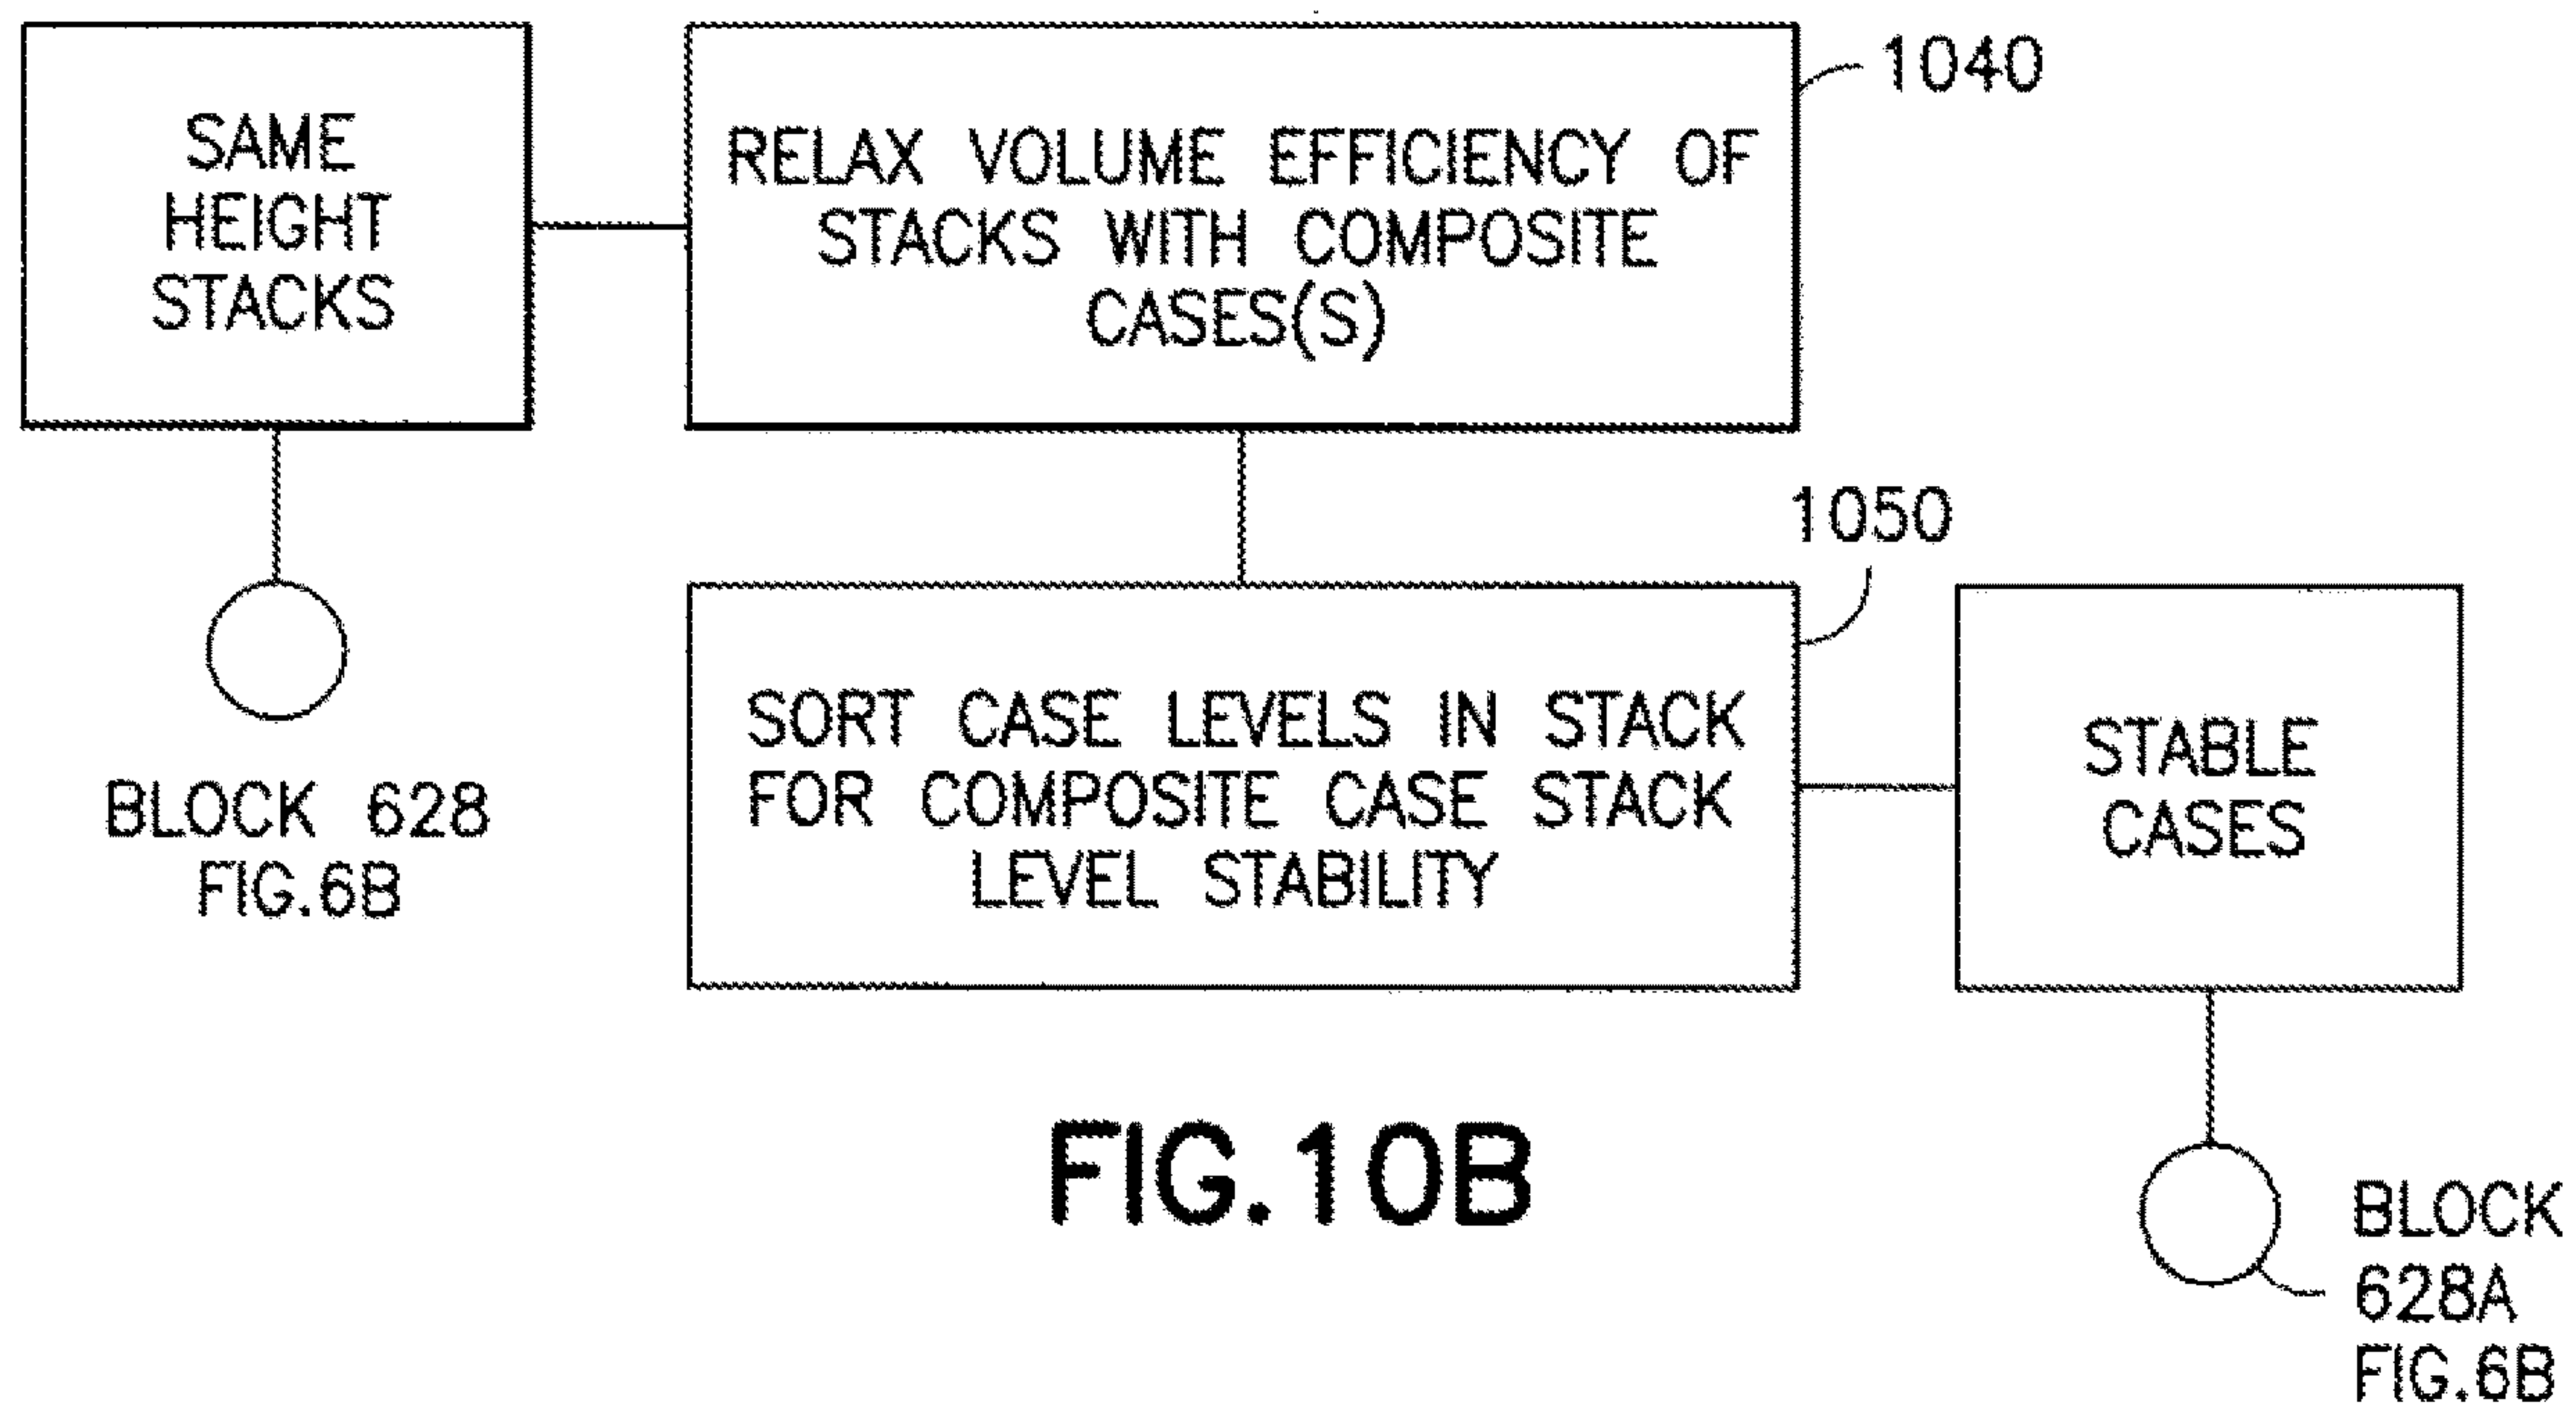 SAME
HEIGHT
STACKS
RELAX VOLUME EFFICIENCY OF
STACKS WITH COMPOSITE
CASES(S)
1040
BLOCK 628
FIG.6B
1050
SORT CASE LEVELS IN STACK
FOR COMPOSITE CASE STACK
LEVEL STABILITY
STABLE
CASES
BLOCK
628A
FIG.6B
FIG.10B